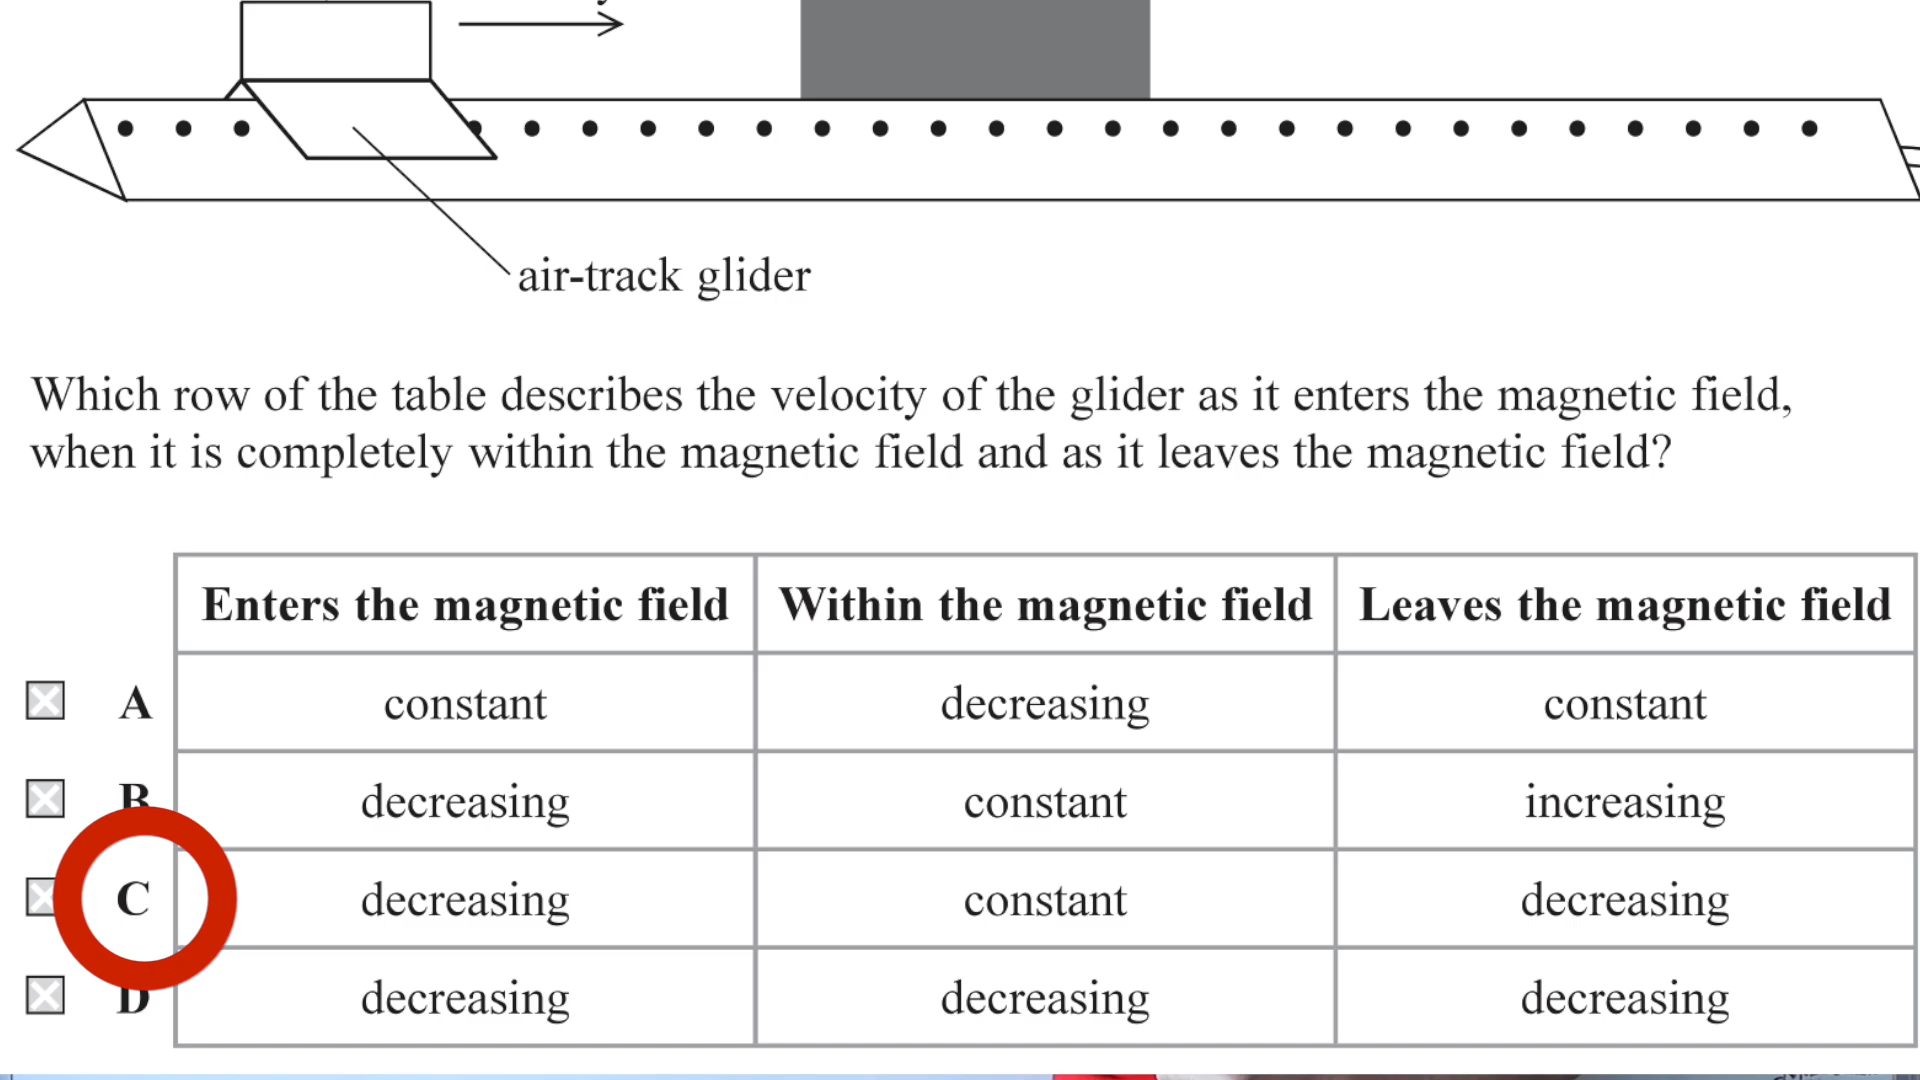 air-track glider
Which row of the table describes the velocity of the glider as it enters the magnetic field,
when it is completely within the magnetic field and as it leaves the magnetic field?
Enters the magnetic field Within the magnetic field Leaves the magnetic field
A constant decreasing constant
B decreasing constant increasing
C decreasing constant decreasing
D decreasing decreasing decreasing